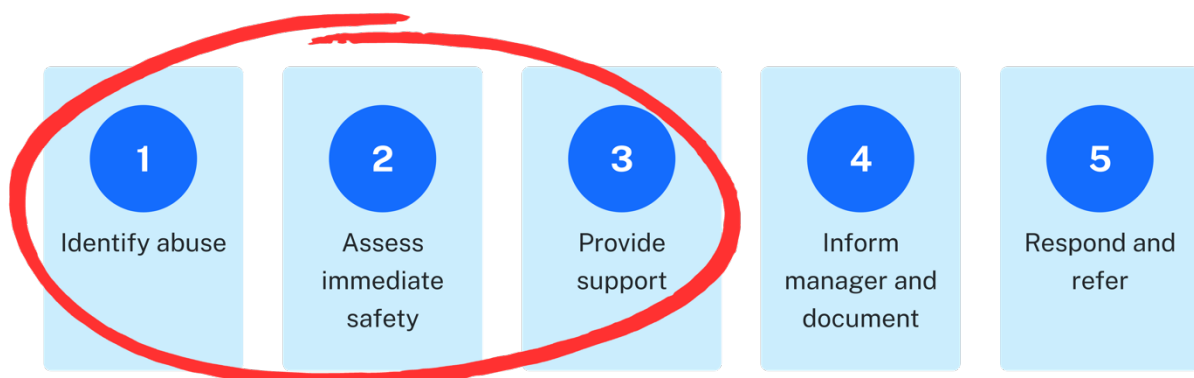 1
Identify abuse
2
Assess
immediate
safety
3
Provide
support
4
Inform
manager and
document
5
Respond and
refer